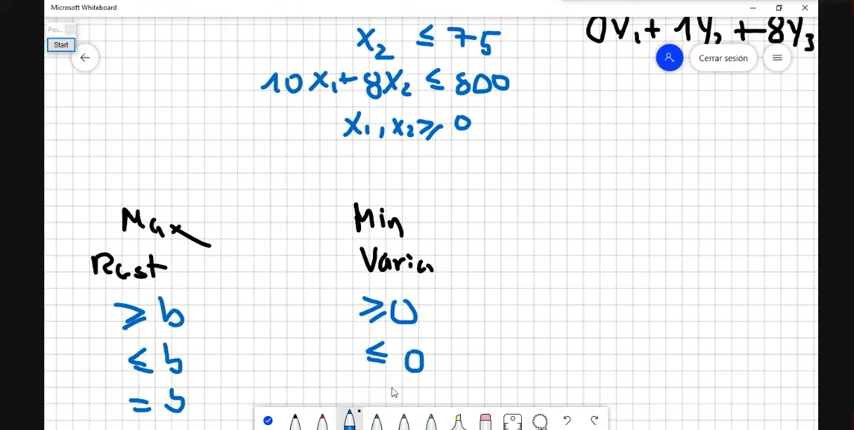 Microsoft Whiteboard
Start
x₂ ≤ 75
0y₁ + 1y₂ + 8y₃
10x₁ + 8x₂ ≤ 800
Cerrar sesión
x₁, x₂ ≥ 0
Max Min
Rest Varia
≥ b ≥ 0
≤ b ≤ 0
= b